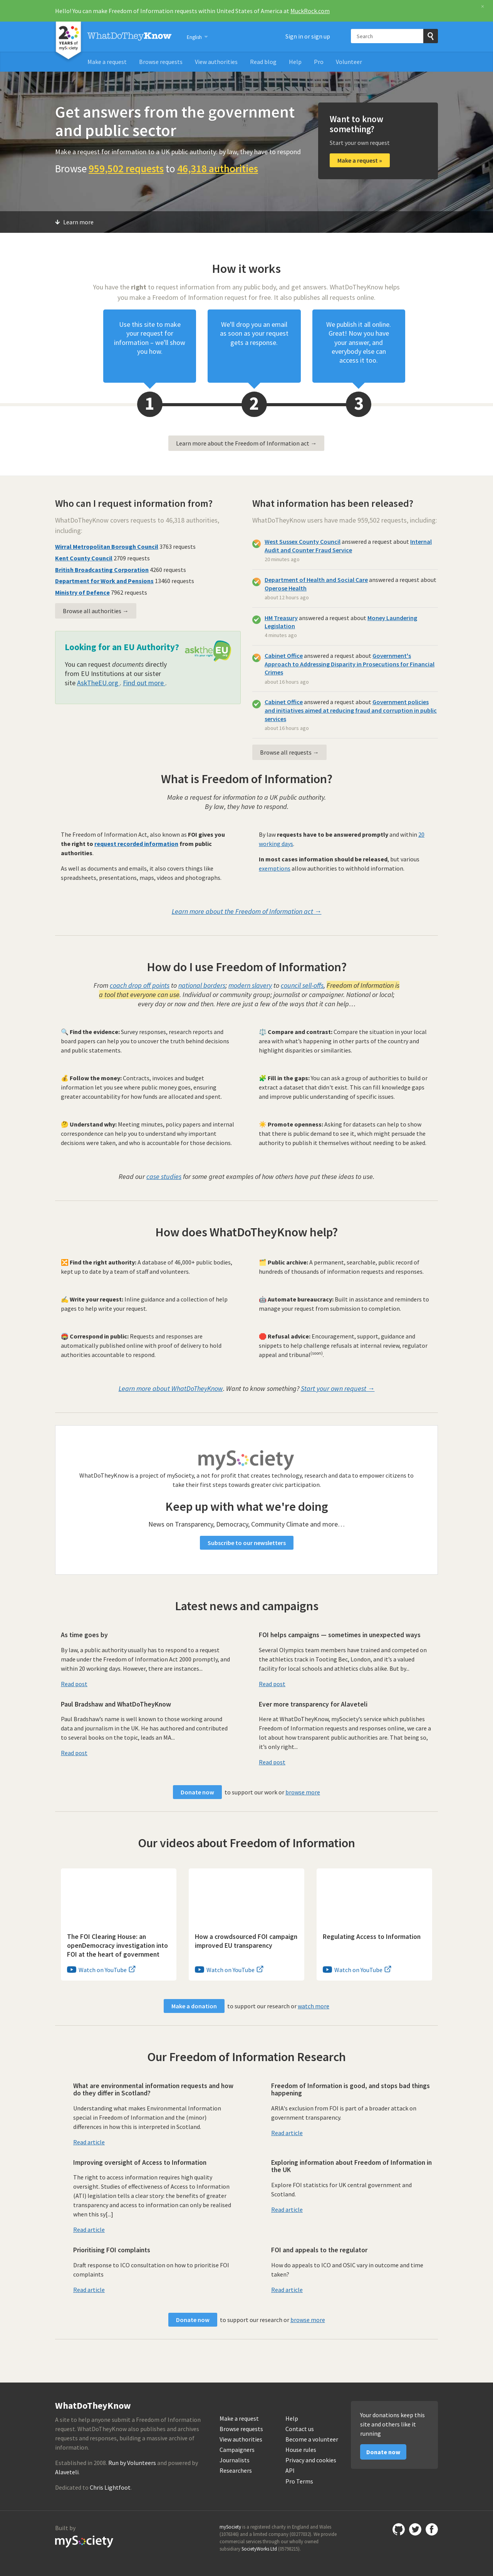 Hello! You can make Freedom of Information requests within United States of America at MuckRock.com
×
20 YEARS of my soc. iety
WhatDoTheyKnow
English
Sign in or sign up
Search
Make a request
Browse requests
View authorities
Read blog
Help
Pro
Volunteer
Get answers from the government
and public sector
Make a request for information to a UK public authority: by law, they have to respond
Browse 959,502 requests to 46,318 authorities
Want to know
something?
Start your own request
Make a request »
Learn more
How it works
You have the right to request information from any public body, and get answers. WhatDoTheyKnow helps
you make a Freedom of Information request for free. It also publishes all requests online.
Use this site to make
your request for
information – we'll show
you how.
We'll drop you an email
as soon as your request
gets a response.
We publish it all online.
Great! Now you have
your answer, and
everybody else can
access it too.
1
2
3
Learn more about the Freedom of Information act →
Who can I request information from?
WhatDoTheyKnow covers requests to 46,318 authorities,
including:
Wirral Metropolitan Borough Council 3763 requests
Kent County Council 2709 requests
British Broadcasting Corporation 4260 requests
Department for Work and Pensions 13460 requests
Ministry of Defence 7962 requests
Browse all authorities →
Looking for an EU Authority?
You can request documents directly
from EU Institutions at our sister
site AskTheEU.org . Find out more .
asktheEU
What information has been released?
WhatDoTheyKnow users have made 959,502 requests, including:
West Sussex County Council answered a request about Internal
Audit and Counter Fraud Service
20 minutes ago
Department of Health and Social Care answered a request about
Operose Health
about 12 hours ago
HM Treasury answered a request about Money Laundering
Legislation
4 minutes ago
Cabinet Office answered a request about Government's
Approach to Addressing Disparity in Prosecutions for Financial
Crimes
about 16 hours ago
Cabinet Office answered a request about Government policies
and initiatives aimed at reducing fraud and corruption in public
services
about 16 hours ago
Browse all requests →
What is Freedom of Information?
Make a request for information to a UK public authority.
By law, they have to respond.
The Freedom of Information Act, also known as FOI gives you
the right to request recorded information from public
authorities.
As well as documents and emails, it also covers things like
spreadsheets, presentations, maps, videos and photographs.
By law requests have to be answered promptly and within 20
working days.
In most cases information should be released, but various
exemptions allow authorities to withhold information.
Learn more about the Freedom of Information act →
How do I use Freedom of Information?
From coach drop off points to national borders; modern slavery to council sell-offs, Freedom of Information is
a tool that everyone can use. Individual or community group; journalist or campaigner. National or local,
every day or now and then. Here are just a few of the ways that it can help…
🔍 Find the evidence: Survey responses, research reports and
board papers can help you to uncover the truth behind decisions
and public statements.
⚖️ Compare and contrast: Compare the situation in your local
area with what's happening in other parts of the country and
highlight disparities or similarities.
💰 Follow the money: Contracts, invoices and budget
information let you see where public money goes, ensuring
greater accountability for how funds are allocated and spent.
🧩 Fill in the gaps: You can ask a group of authorities to build or
extract a dataset that didn't exist. This can fill knowledge gaps
and improve public understanding of specific issues.
🤔 Understand why: Meeting minutes, policy papers and internal
correspondence can help you to understand why important
decisions were taken, and who is accountable for those decisions.
☀️ Promote openness: Asking for datasets can help to show
that there is public demand to see it, which might persuade the
authority to publish it themselves without needing to be asked.
Read our case studies for some great examples of how others have put these ideas to use.
How does WhatDoTheyKnow help?
🔀 Find the right authority: A database of 46,000+ public bodies,
kept up to date by a team of staff and volunteers.
🗂️ Public archive: A permanent, searchable, public record of
hundreds of thousands of information requests and responses.
✍️ Write your request: Inline guidance and a collection of help
pages to help write your request.
🤖 Automate bureaucracy: Built in assistance and reminders to
manage your request from submission to completion.
📮 Correspond in public: Requests and responses are
automatically published online with proof of delivery to hold
authorities accountable to respond.
🛑 Refusal advice: Encouragement, support, guidance and
snippets to help challenge refusals at internal review, regulator
appeal and tribunal(soon).
Learn more about WhatDoTheyKnow. Want to know something? Start your own request →
mySociety
WhatDoTheyKnow is a project of mySociety, a not for profit that creates technology, research and data to empower citizens to
take their first steps towards greater civic participation.
Keep up with what we're doing
News on Transparency, Democracy, Community Climate and more…
Subscribe to our newsletters
Latest news and campaigns
As time goes by
By law, a public authority usually has to respond to a request
made under the Freedom of Information Act 2000 promptly, and
within 20 working days. However, there are instances...
Read post
FOI helps campaigns — sometimes in unexpected ways
Several Olympics team members have trained and competed on
the athletics track in Tooting Bec, London, and it's a valued
facility for local schools and athletics clubs alike. But by...
Read post
Paul Bradshaw and WhatDoTheyKnow
Paul Bradshaw's name is well known to those working around
data and journalism in the UK. He has authored and contributed
to several books on the topic, leads an MA...
Read post
Ever more transparency for Alaveteli
Here at WhatDoTheyKnow, mySociety's service which publishes
Freedom of Information requests and responses online, we care a
lot about how transparent public authorities are. That being so,
it's only right...
Read post
Donate now to support our work or browse more
Our videos about Freedom of Information
The FOI Clearing House: an
openDemocracy investigation into
FOI at the heart of government
Watch on YouTube
How a crowdsourced FOI campaign
improved EU transparency
Watch on YouTube
Regulating Access to Information
Watch on YouTube
Make a donation to support our research or watch more
Our Freedom of Information Research
What are environmental information requests and how
do they differ in Scotland?
Understanding what makes Environmental Information
special in Freedom of Information and the (minor)
differences in how this is interpreted in Scotland.
Read article
Freedom of Information is good, and stops bad things
happening
ARIA's exclusion from FOI is part of a broader attack on
government transparency.
Read article
Improving oversight of Access to Information
The right to access information requires high quality
oversight. Studies of effectiveness of Access to Information
(ATI) legislation tells a clear story: the benefits of greater
transparency and access to information can only be realised
when this sy[...]
Read article
Exploring information about Freedom of Information in
the UK
Explore FOI statistics for UK central government and
Scotland.
Read article
Prioritising FOI complaints
Draft response to ICO consultation on how to prioritise FOI
complaints
Read article
FOI and appeals to the regulator
How do appeals to ICO and OSIC vary in outcome and time
taken?
Read article
Donate now to support our research or browse more
WhatDoTheyKnow
A site to help anyone submit a Freedom of Information
request. WhatDoTheyKnow also publishes and archives
requests and responses, building a massive archive of
information.
Established in 2008. Run by Volunteers and powered by
Alaveteli.
Dedicated to Chris Lightfoot.
Make a request
Browse requests
View authorities
Campaigners
Journalists
Researchers
Help
Contact us
Become a volunteer
House rules
Privacy and cookies
API
Pro Terms
Your donations keep this
site and others like it
running
Donate now
Built by
mySociety
mySociety is a registered charity in England and Wales
(1076346) and a limited company (03277032). We provide
commercial services through our wholly owned
subsidiary SocietyWorks Ltd (05798215).